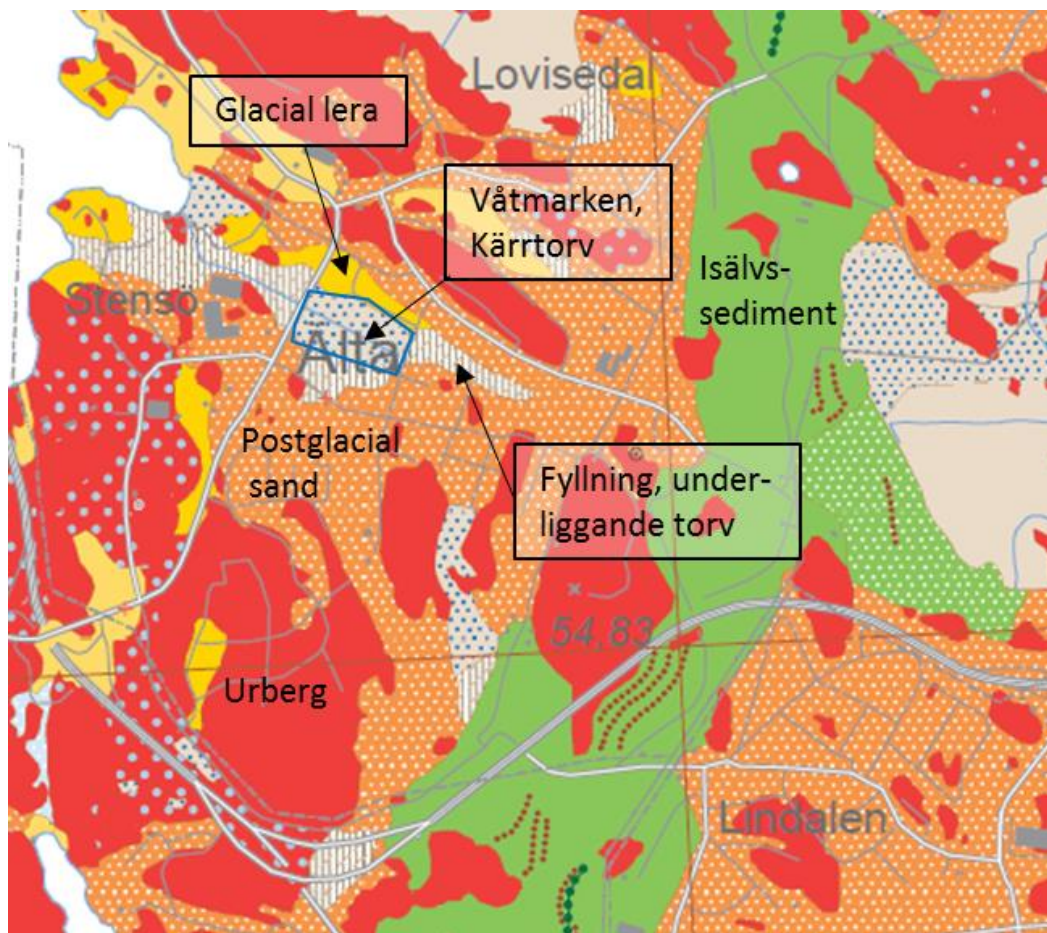 Lovisedal
Glacial lera
Våtmarken,
Kärrtorv
Isälvs-
sediment
Stensö
Älta
Postglacial
sand
Fyllning, under-
liggande torv
54,83
Urberg
Lindalen